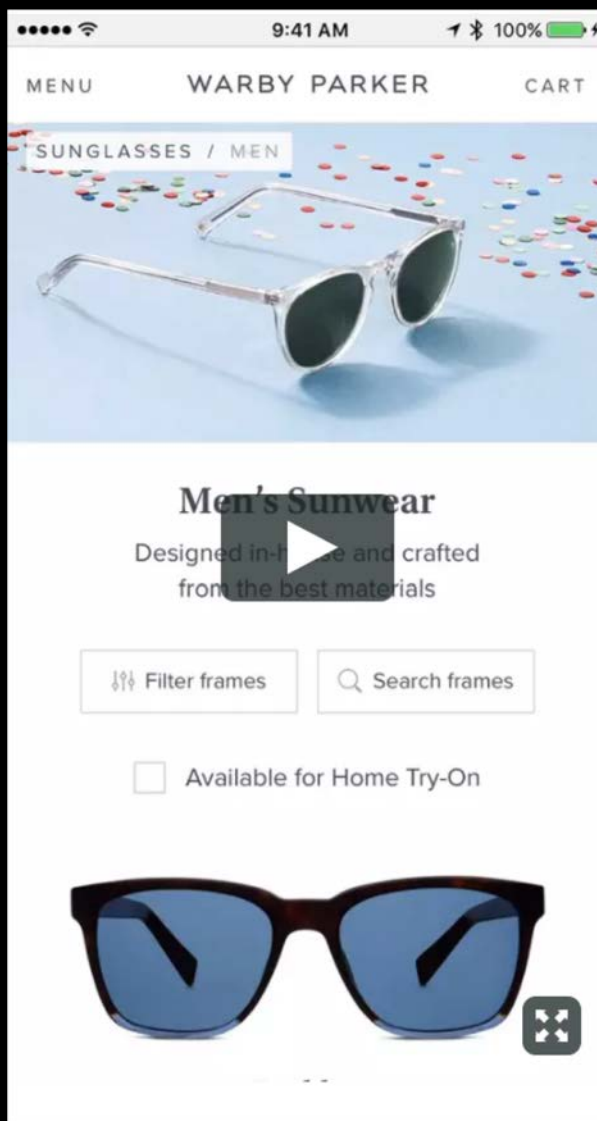 9:41 AM 100%
MENU WARBY PARKER CART
SUNGLASSES / MEN
Men's Sunwear
Designed in-house and crafted
from the best materials
Filter frames Search frames
Available for Home Try-On